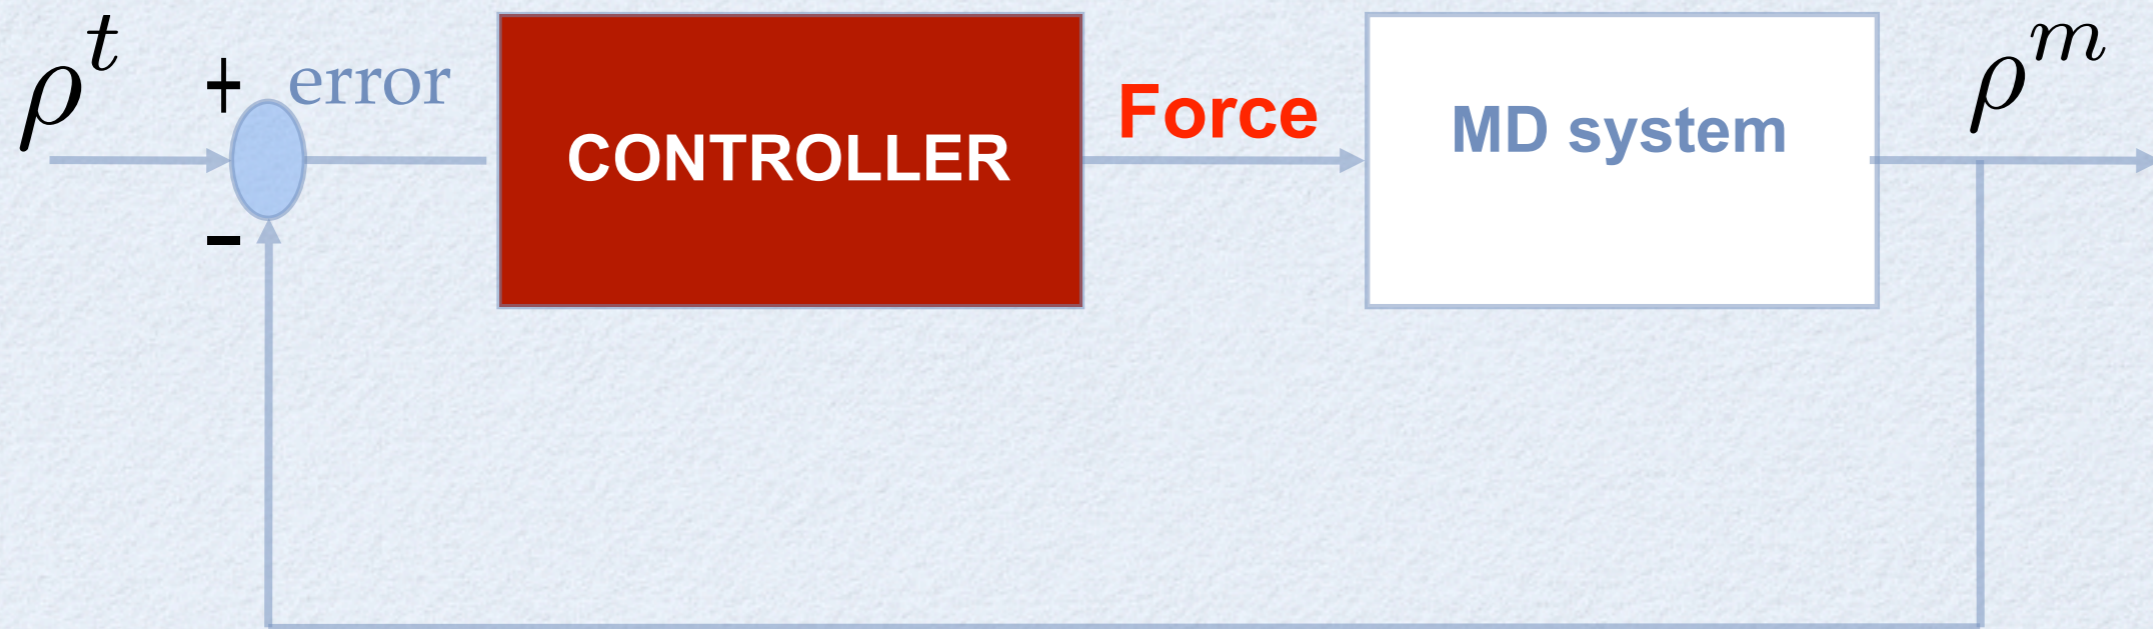 ρ^t
+
error
CONTROLLER
Force
MD system
ρ^m
-